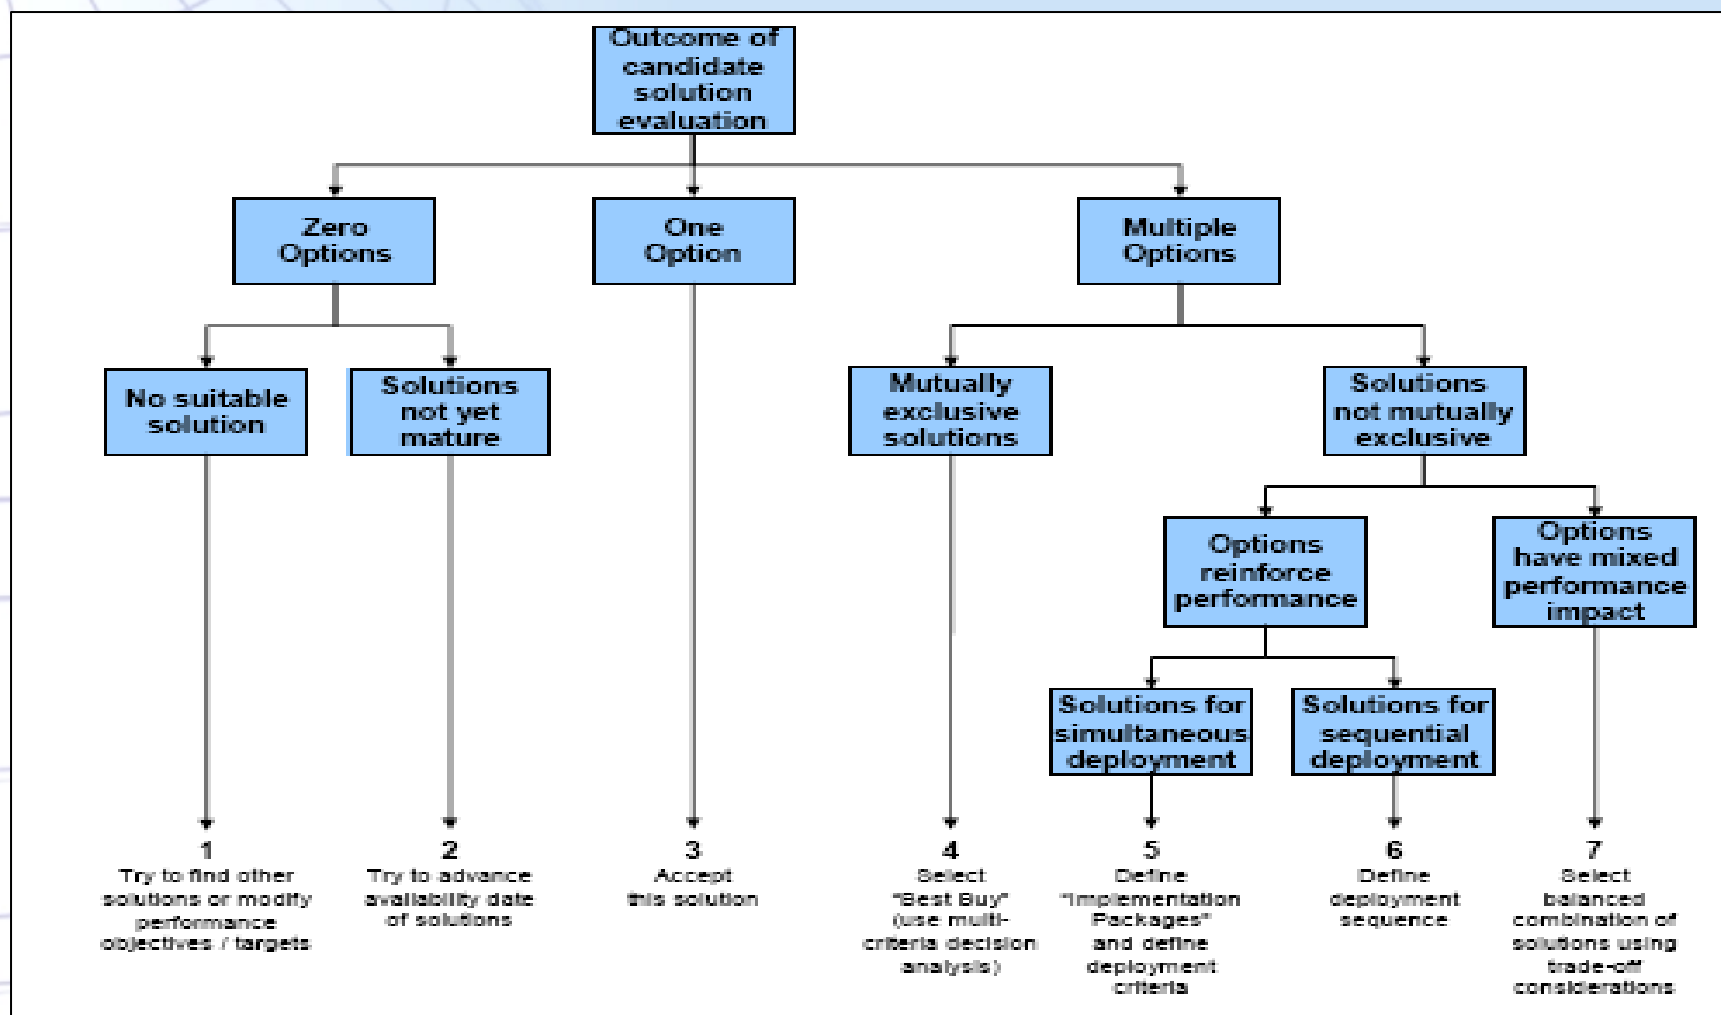 Outcome of
candidate
solution
evaluation
Zero
Options
One
Option
Multiple
Options
No suitable
solution
Solutions
not yet
mature
Mutually
exclusive
solutions
Solutions
not mutually
exclusive
Options
reinforce
performance
Options
have mixed
performance
impact
Solutions for
simultaneous
deployment
Solutions for
sequential
deployment
1
Try to find other
solutions or modify
performance
objectives / targets
2
Try to advance
availability date
of solutions
3
Accept
this solution
4
Select
"Best Buy"
(use multi-
criteria decision
analysis)
5
Define
"Implementation
Packages"
and define
deployment
criteria
6
Define
deployment
sequence
7
Select
balanced
combination of
solutions using
trade-off
considerations